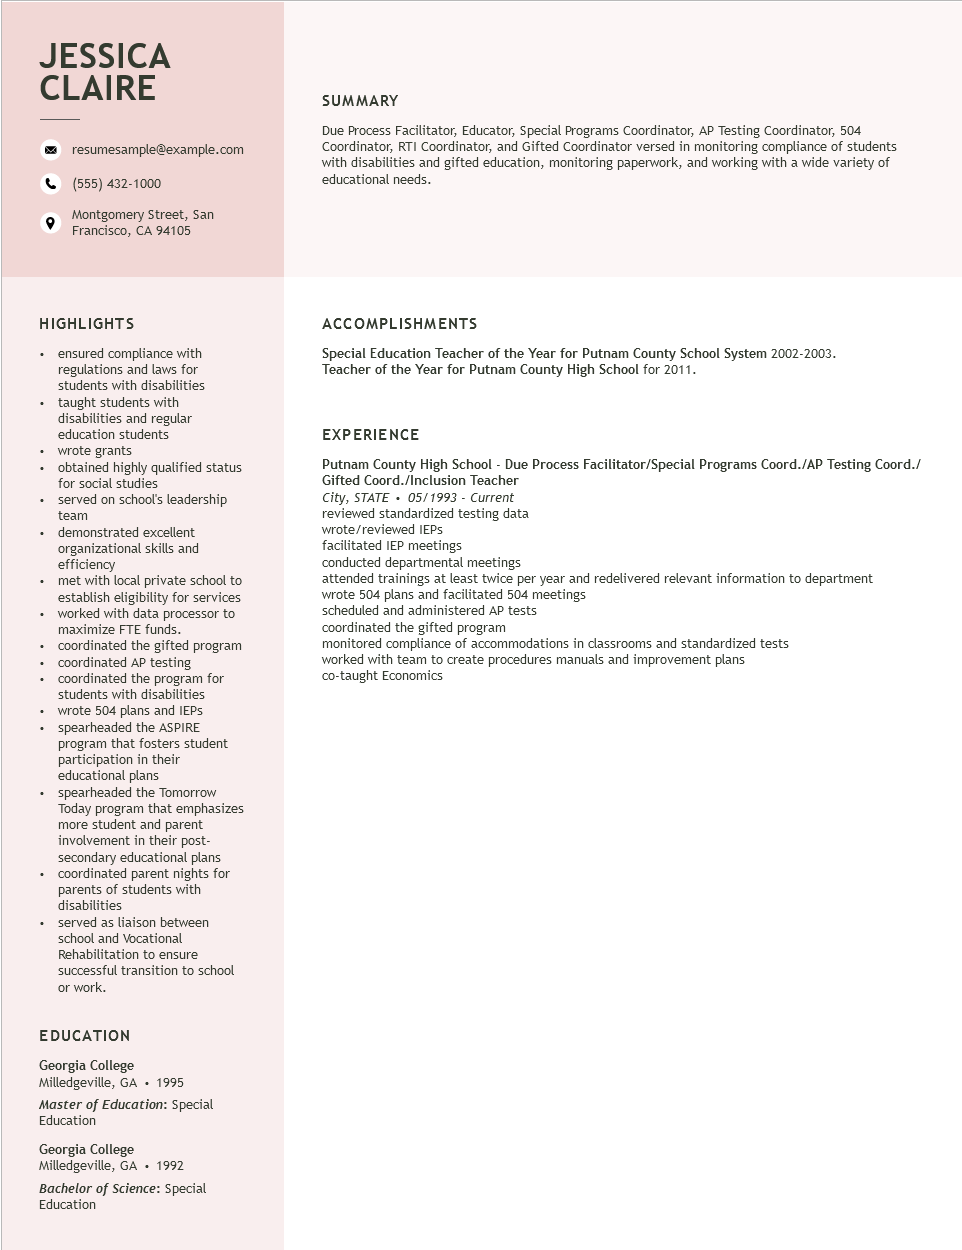 JESSICA
CLAIRE
resumesample@example.com
(555) 432-1000
Montgomery Street, San
Francisco, CA 94105
SUMMARY
Due Process Facilitator, Educator, Special Programs Coordinator, AP Testing Coordinator, 504
Coordinator, RTI Coordinator, and Gifted Coordinator versed in monitoring compliance of students
with disabilities and gifted education, monitoring paperwork, and working with a wide variety of
educational needs.
HIGHLIGHTS
• ensured compliance with
regulations and laws for
students with disabilities
• taught students with
disabilities and regular
education students
• wrote grants
• obtained highly qualified status
for social studies
• served on school's leadership
team
• demonstrated excellent
organizational skills and
efficiency
• met with local private school to
establish eligibility for services
• worked with data processor to
maximize FTE funds.
• coordinated the gifted program
• coordinated AP testing
• coordinated the program for
students with disabilities
• wrote 504 plans and IEPs
• spearheaded the ASPIRE
program that fosters student
participation in their
educational plans
• spearheaded the Tomorrow
Today program that emphasizes
more student and parent
involvement in their post-
secondary educational plans
• coordinated parent nights for
parents of students with
disabilities
• served as liaison between
school and Vocational
Rehabilitation to ensure
successful transition to school
or work.
EDUCATION
Georgia College
Milledgeville, GA • 1995
Master of Education: Special
Education
Georgia College
Milledgeville, GA • 1992
Bachelor of Science: Special
Education
ACCOMPLISHMENTS
Special Education Teacher of the Year for Putnam County School System 2002-2003.
Teacher of the Year for Putnam County High School for 2011.
EXPERIENCE
Putnam County High School - Due Process Facilitator/Special Programs Coord./AP Testing Coord./
Gifted Coord./Inclusion Teacher
City, STATE • 05/1993 - Current
reviewed standardized testing data
wrote/reviewed IEPs
facilitated IEP meetings
conducted departmental meetings
attended trainings at least twice per year and redelivered relevant information to department
wrote 504 plans and facilitated 504 meetings
scheduled and administered AP tests
coordinated the gifted program
monitored compliance of accommodations in classrooms and standardized tests
worked with team to create procedures manuals and improvement plans
co-taught Economics